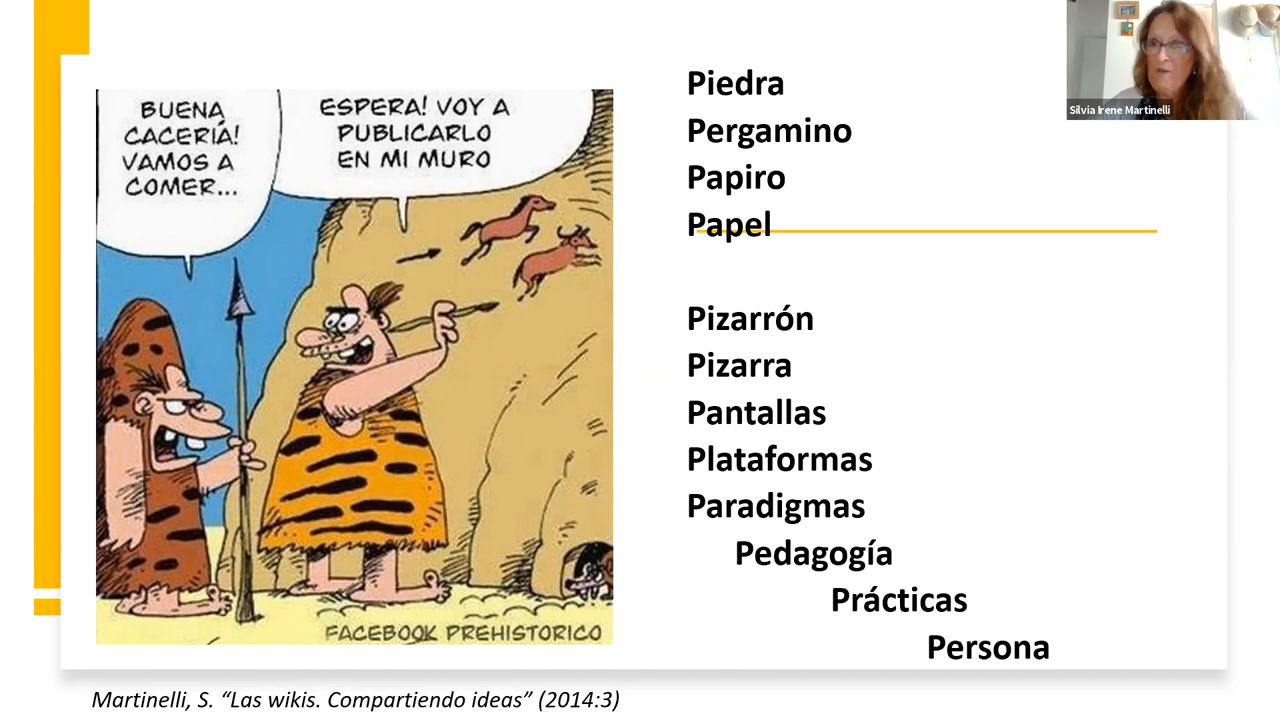 BUENA
CACERÍA!
VAMOS A
COMER...
ESPERA! VOY A
PUBLICARLO
EN MI MURO
FACEBOOK PREHISTORICO
Piedra
Pergamino
Papiro
Papel
Pizarrón
Pizarra
Pantallas
Plataformas
Paradigmas
Pedagogía
Prácticas
Persona
Silvia Irene Martinelli
Martinelli, S. “Las wikis. Compartiendo ideas” (2014:3)